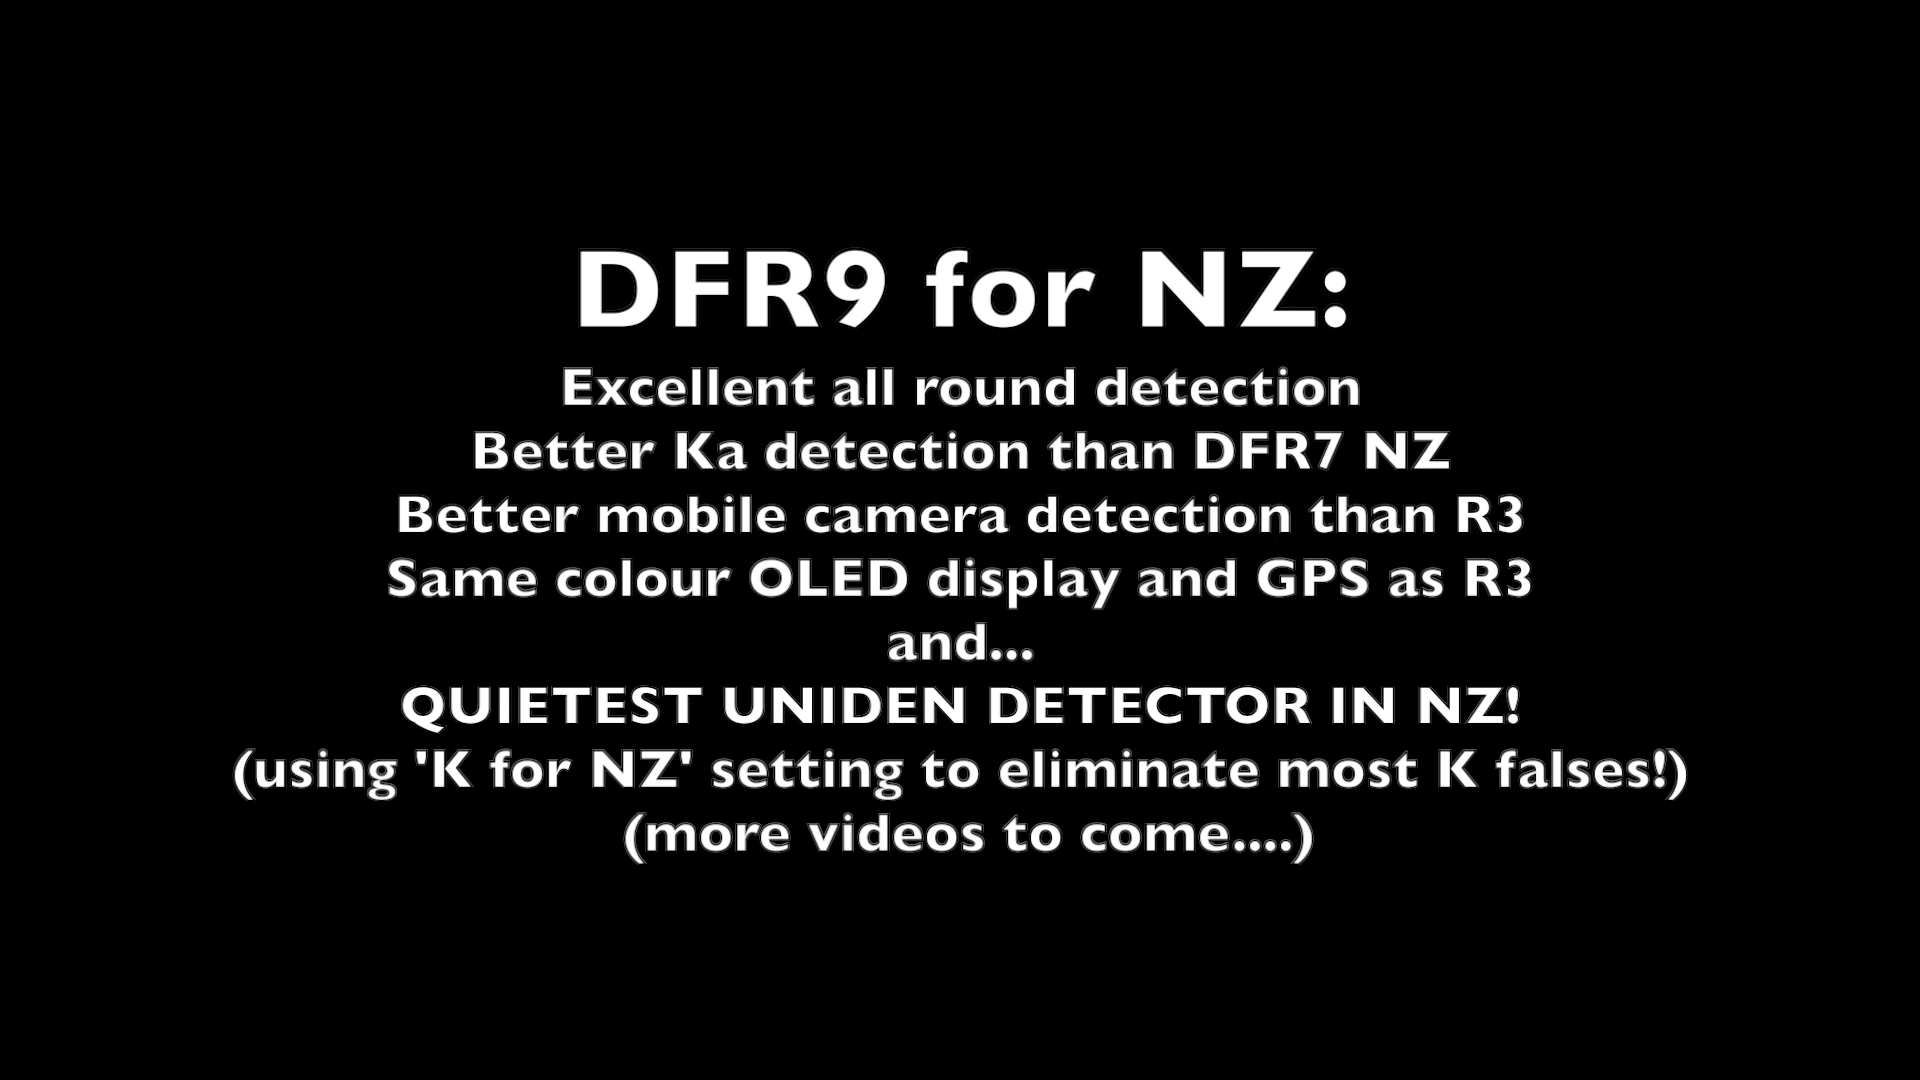 DFR9 for NZ:
Excellent all round detection
Better Ka detection than DFR7 NZ
Better mobile camera detection than R3
Same colour OLED display and GPS as R3
and...
QUIETEST UNIDEN DETECTOR IN NZ!
(using 'K for NZ' setting to eliminate most K falses!)
(more videos to come....)